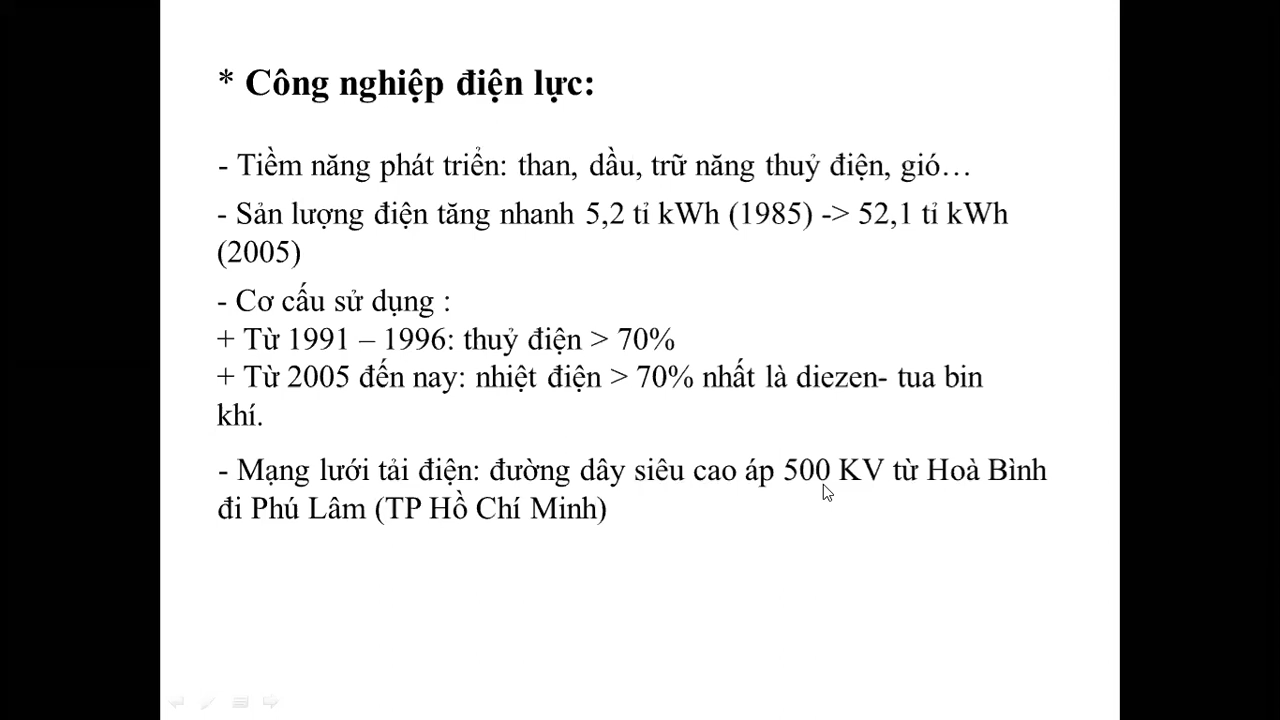 * Công nghiệp điện lực:
- Tiềm năng phát triển: than, dầu, trữ năng thuỷ điện, gió…
- Sản lượng điện tăng nhanh 5,2 tỉ kWh (1985) -> 52,1 tỉ kWh
(2005)
- Cơ cấu sử dụng :
+ Từ 1991 – 1996: thuỷ điện > 70%
+ Từ 2005 đến nay: nhiệt điện > 70% nhất là diezen- tua bin
khí.
- Mạng lưới tải điện: đường dây siêu cao áp 500 KV từ Hoà Bình
đi Phú Lâm (TP Hồ Chí Minh)